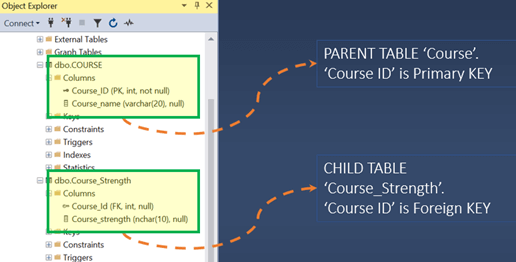 Object Explorer
Connect
External Tables
Graph Tables
dbo.COURSE
Columns
Course_ID (PK, int, not null)
Course_name (varchar(20), null)
Keys
Constraints
Triggers
Indexes
Statistics
dbo.Course_Strength
Columns
Course_Id (FK, int, null)
Course_strength (nchar(10), null)
Keys
Constraints
Triggers
PARENT TABLE ‘Course’.
‘Course ID’ is Primary KEY
CHILD TABLE
‘Course_Strength’.
‘Course ID’ is Foreign KEY